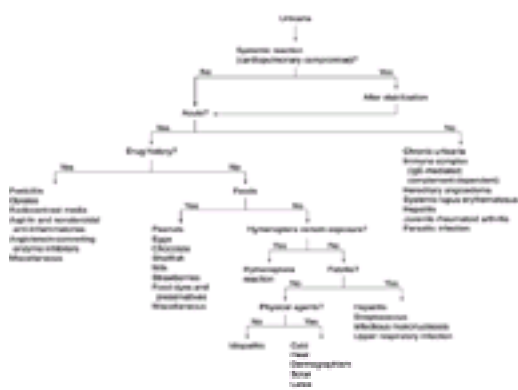 Urticaria
Systemic reaction
(cardiopulmonary compromise)?
No
Yes
After stabilization
Acute?
Yes
No
Drug history?
Yes
No
Chronic urticaria
Immune complex
(IgE-mediated,
complement-dependent)
Hereditary angioedema
Systemic lupus erythematosus
Hepatitis
Juvenile rheumatoid arthritis
Parasitic infection
Penicillin
Opiates
Radiocontrast media
Aspirin and nonsteroidal
anti-inflammatories
Angiotensin-converting
enzyme inhibitors
Miscellaneous
Foods
Yes
No
Peanuts
Eggs
Chocolate
Shellfish
Milk
Strawberries
Food dyes and
preservatives
Miscellaneous
Hymenoptera venom exposure?
Yes
No
Hymenoptera
reaction
Febrile?
No
Yes
Physical agents?
Hepatitis
Streptococcus
Infectious mononucleosis
Upper respiratory infection
No
Yes
Idiopathic
Cold
Heat
Dermographism